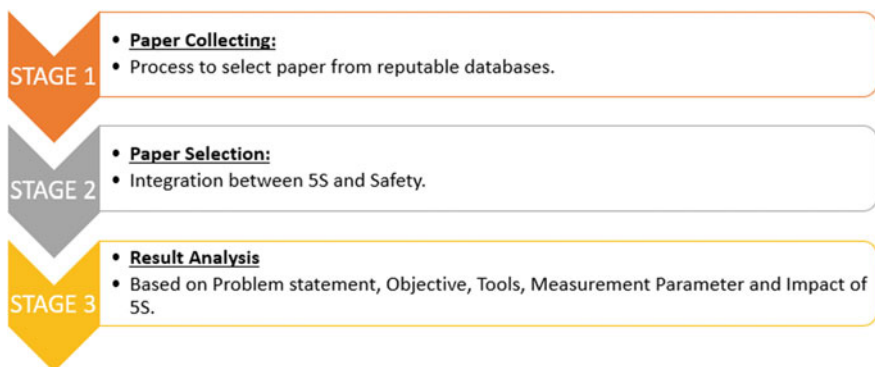 STAGE 1
• Paper Collecting:
• Process to select paper from reputable databases.
STAGE 2
• Paper Selection:
• Integration between 5S and Safety.
STAGE 3
• Result Analysis
• Based on Problem statement, Objective, Tools, Measurement Parameter and Impact of
5S.